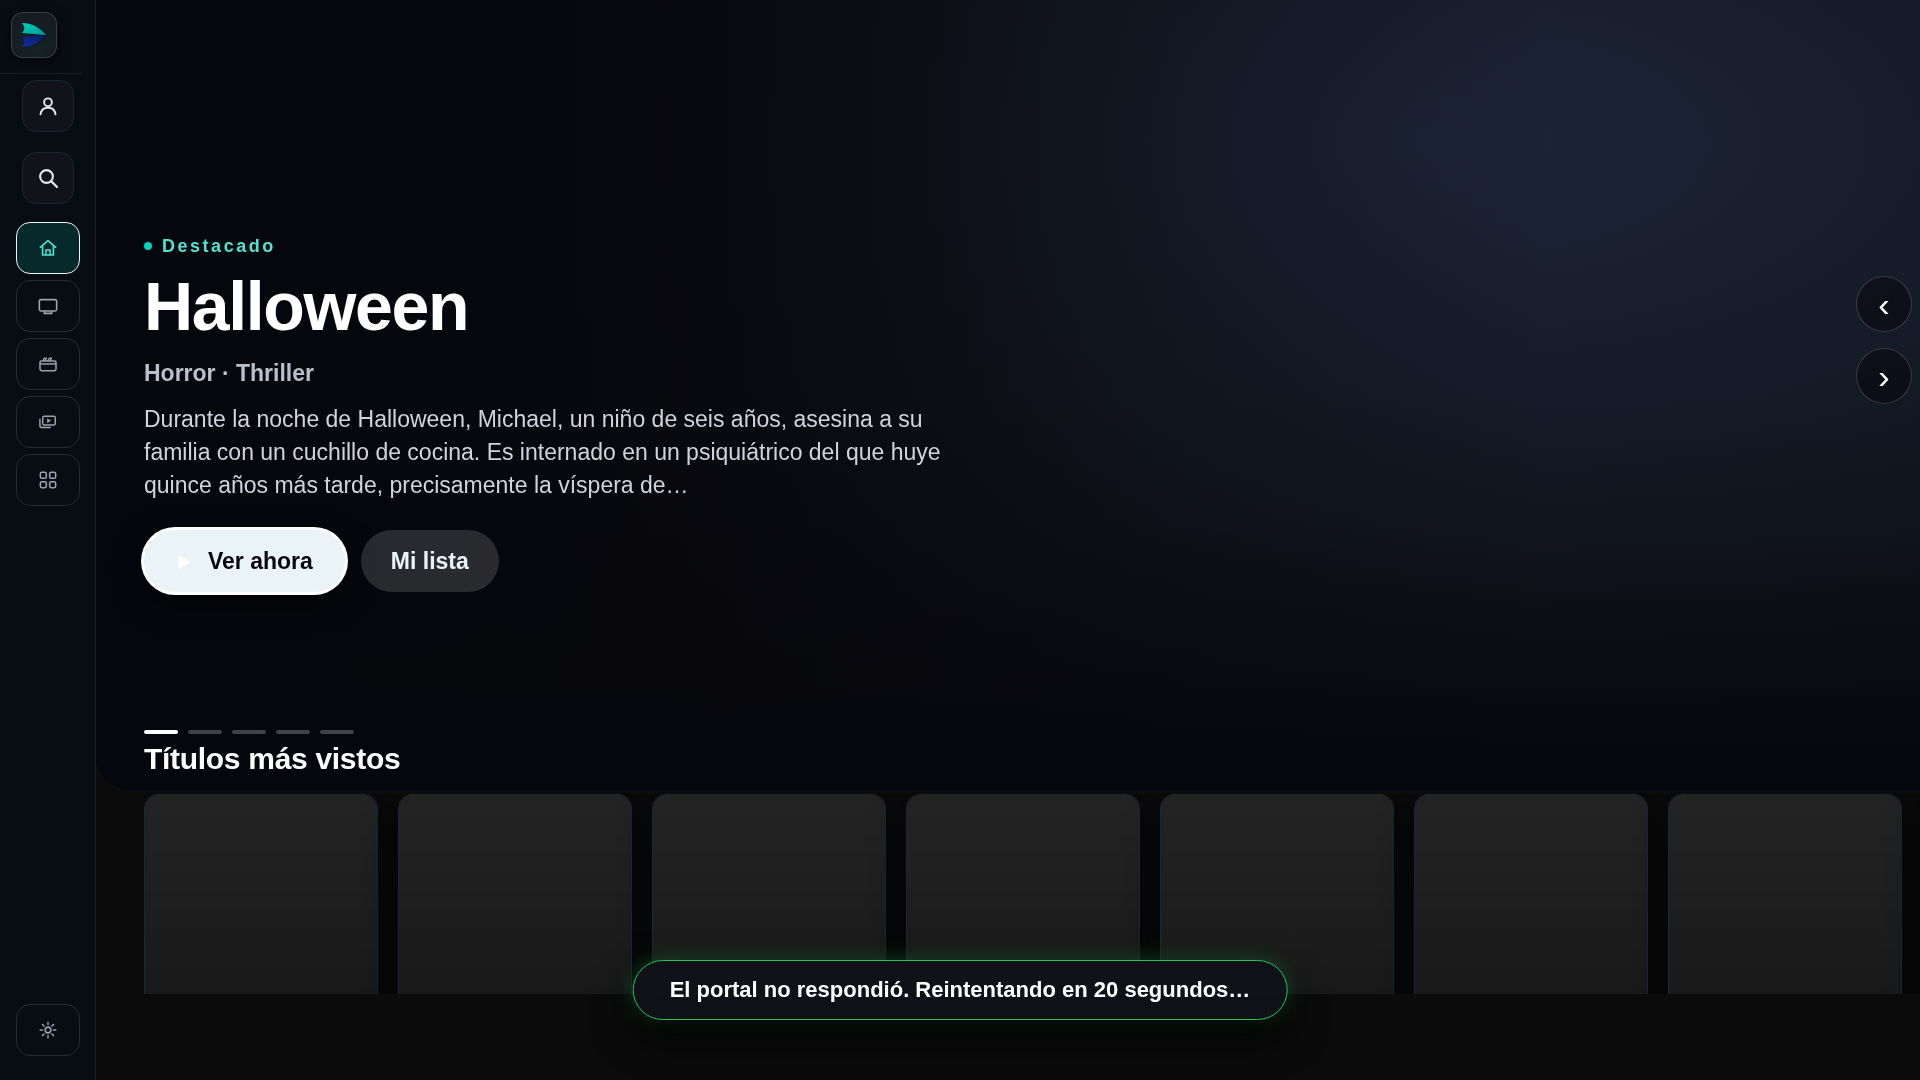 Destacado
Halloween
Horror · Thriller
Durante la noche de Halloween, Michael, un niño de seis años, asesina a su
familia con un cuchillo de cocina. Es internado en un psiquiátrico del que huye
quince años más tarde, precisamente la víspera de…
Ver ahora
Mi lista
Títulos más vistos
El portal no respondió. Reintentando en 20 segundos…